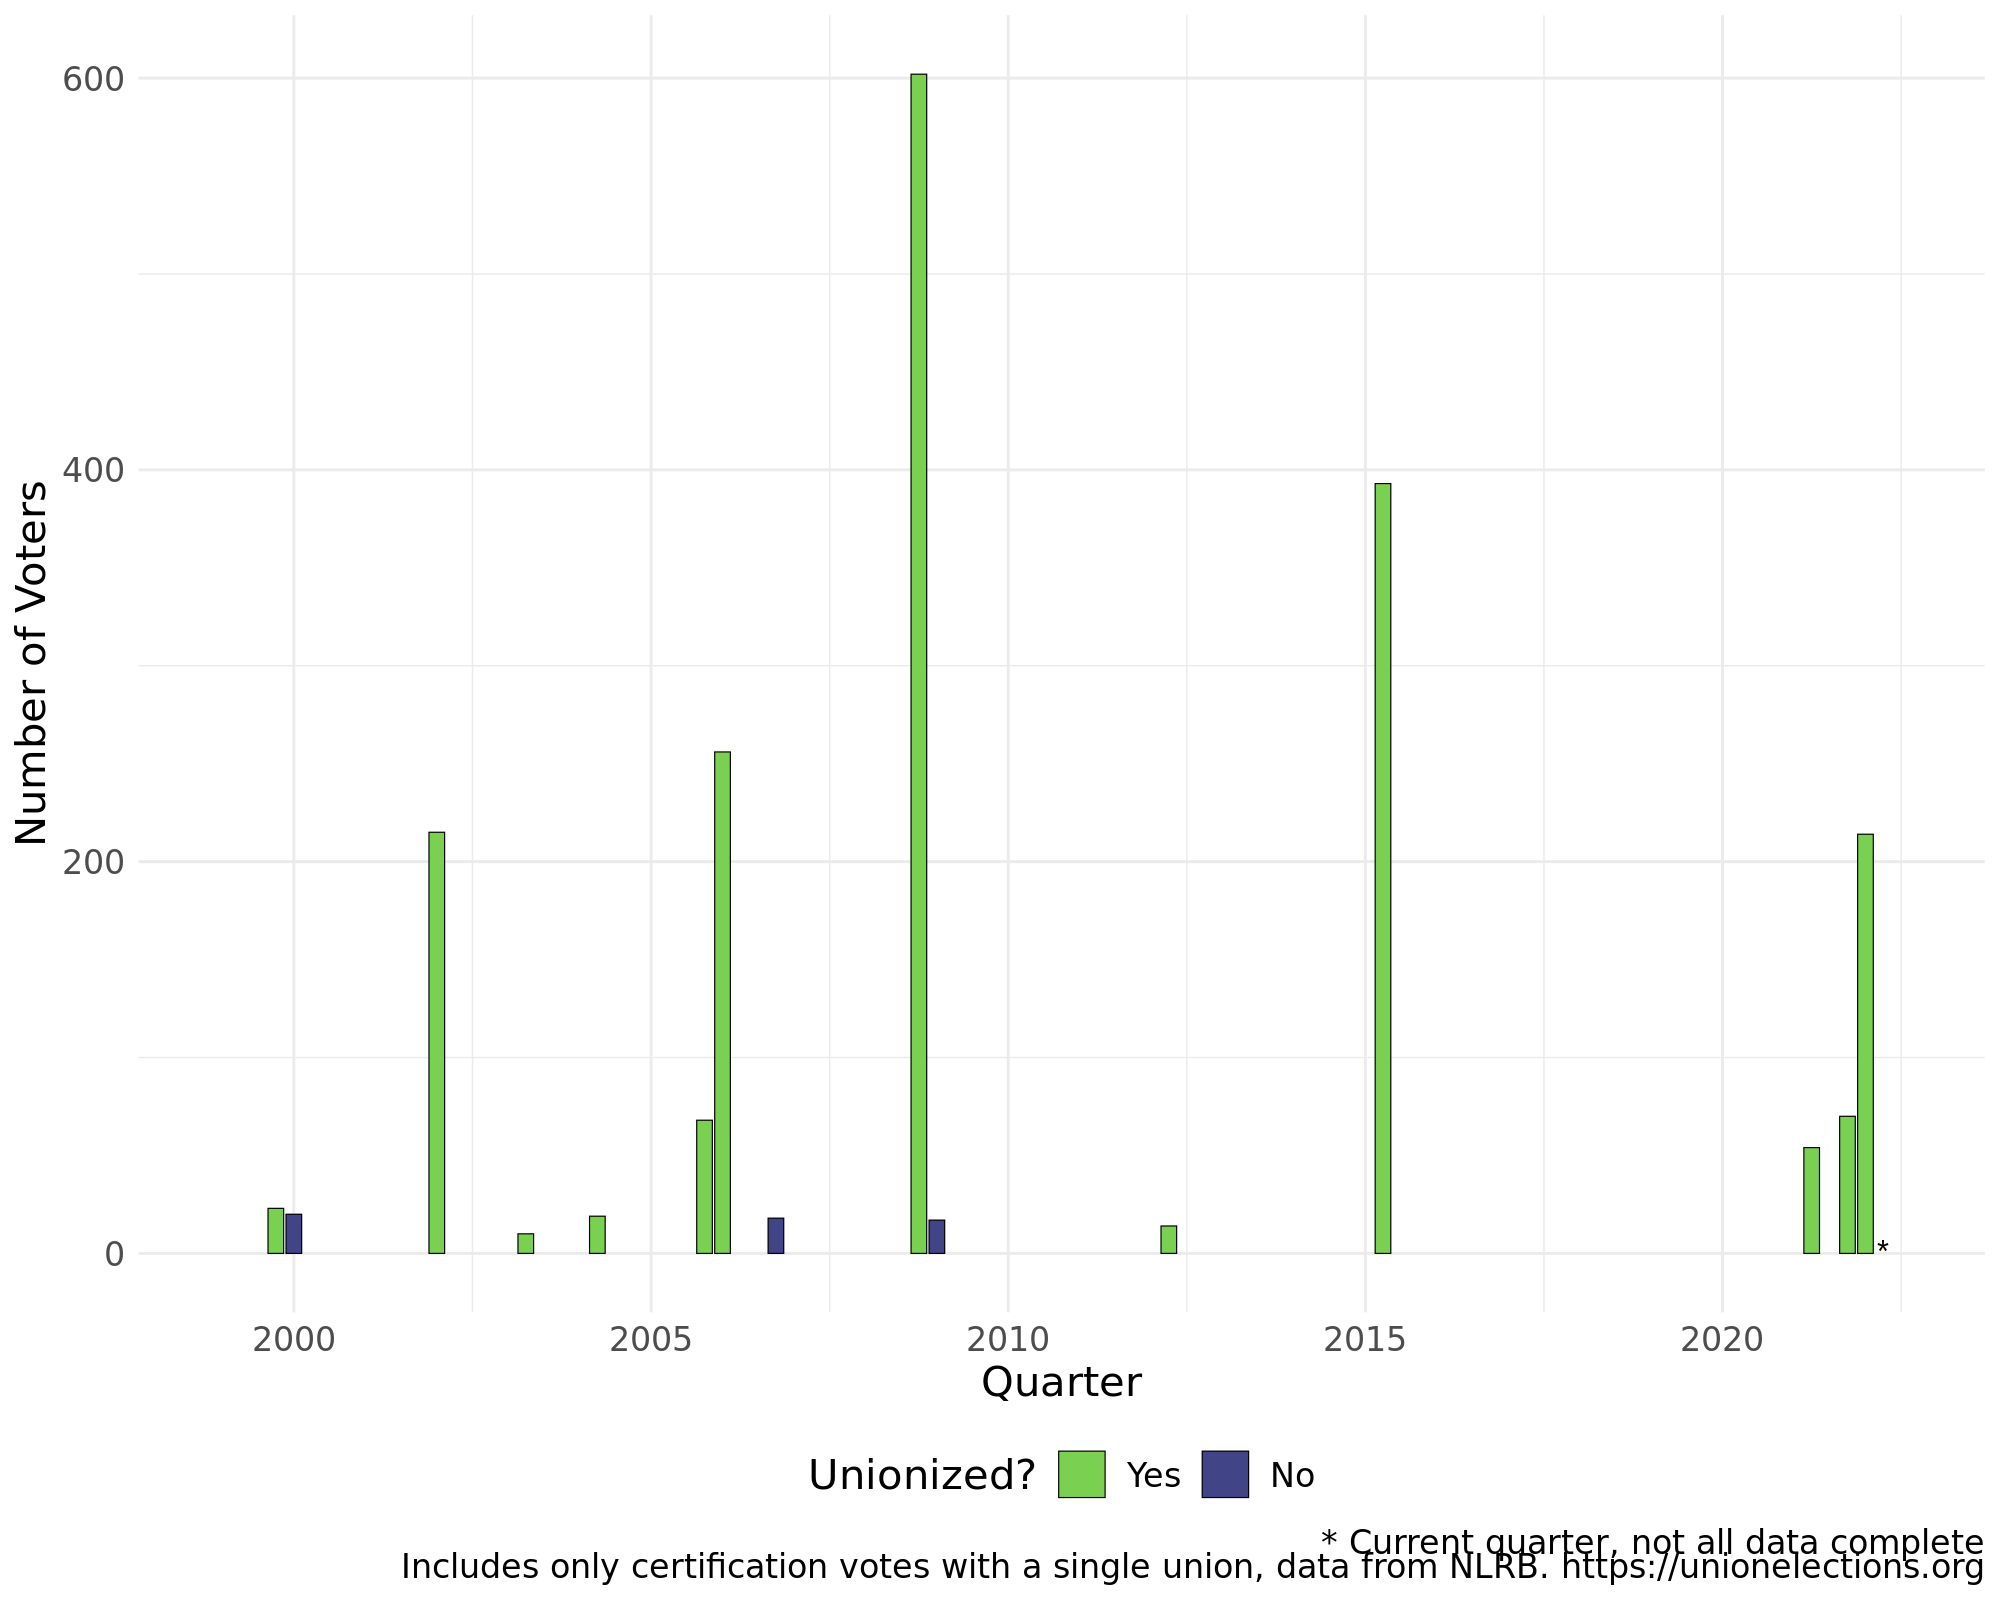 600
400
200
0
Number of Voters
*
2000 2005 2010 2015 2020
Quarter
Unionized? Yes No
* Current quarter, not all data complete
Includes only certification votes with a single union, data from NLRB. https://unionelections.org